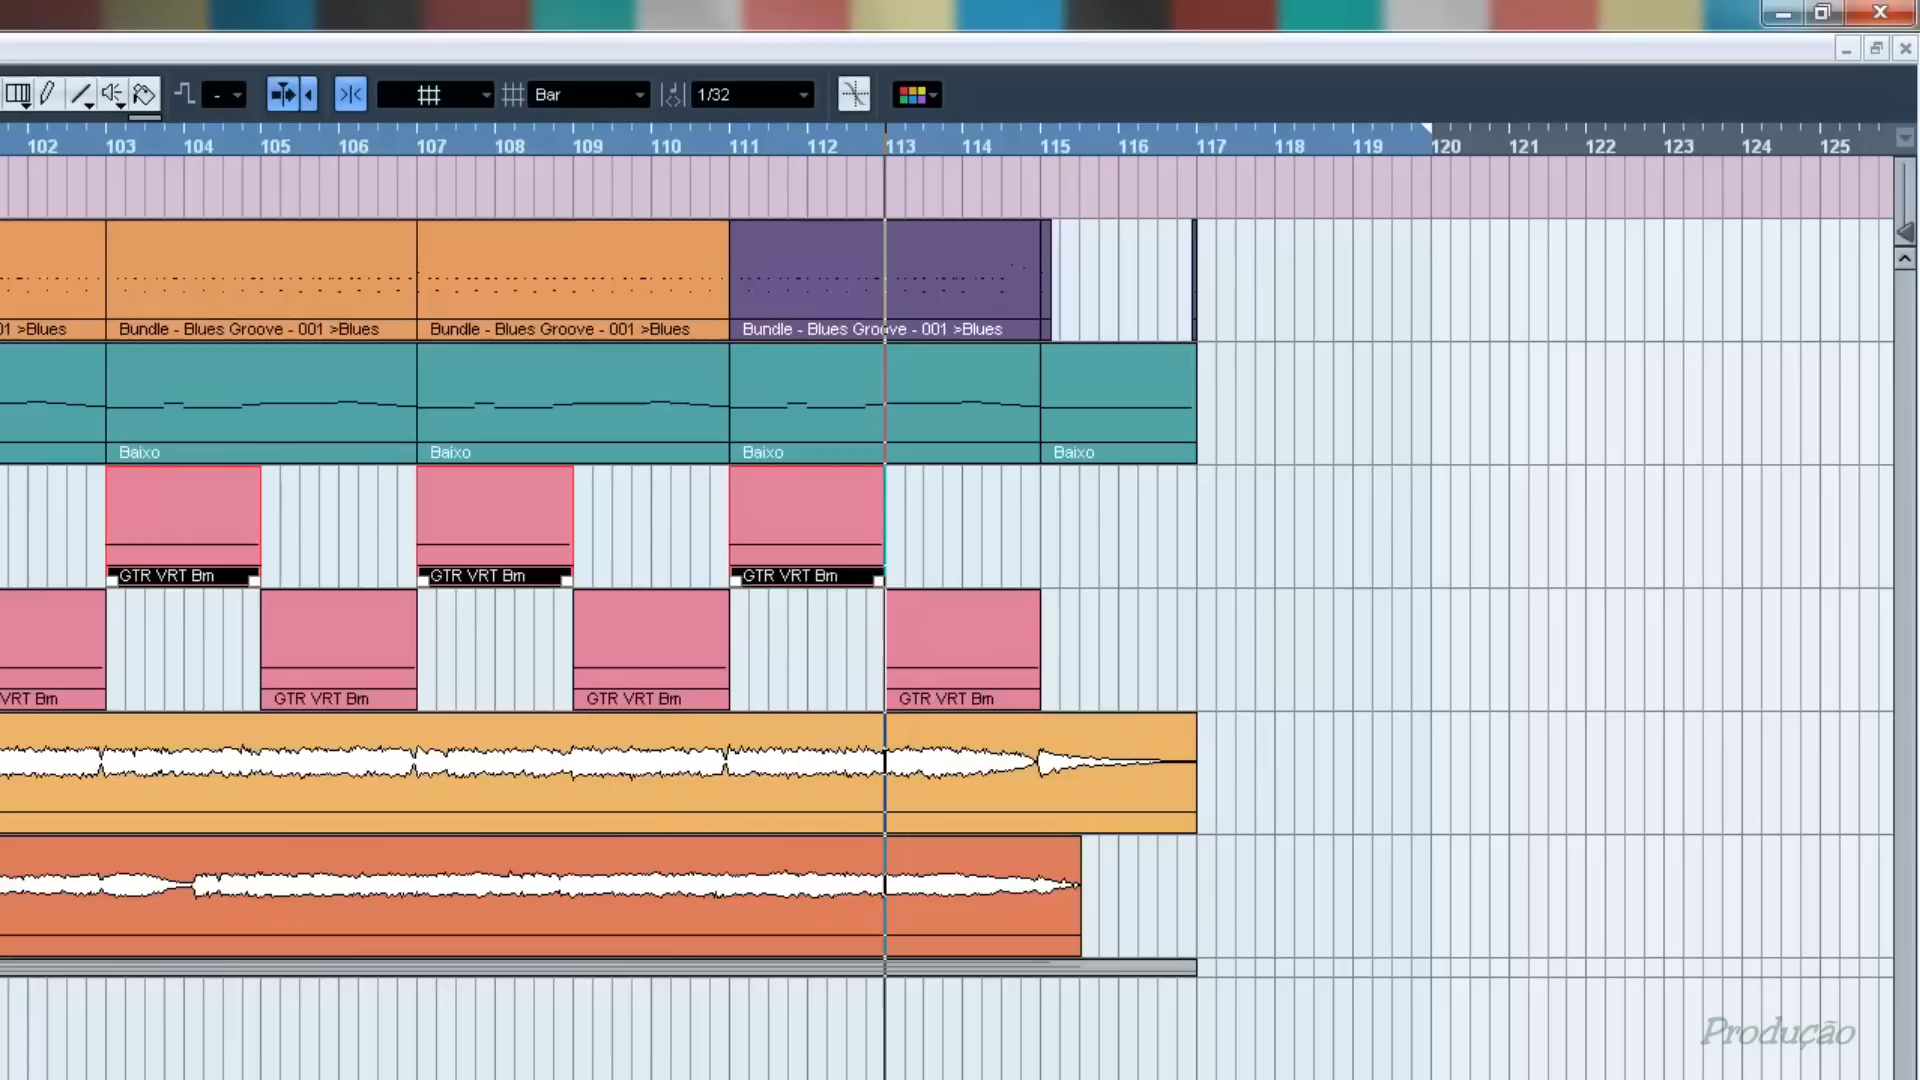 - Bar 1/32
102 103 104 105 106 107 108 109 110 111 112 113 114 115 116 117 118 119 120 121 122 123 124 125
01 >Blues Bundle - Blues Groove - 001 >Blues Bundle - Blues Groove - 001 >Blues Bundle - Blues Groove - 001 >Blues
Baixo Baixo Baixo Baixo
GTR VRT Bm GTR VRT Bm GTR VRT Bm
VRT Bm GTR VRT Bm GTR VRT Bm GTR VRT Bm
Produção